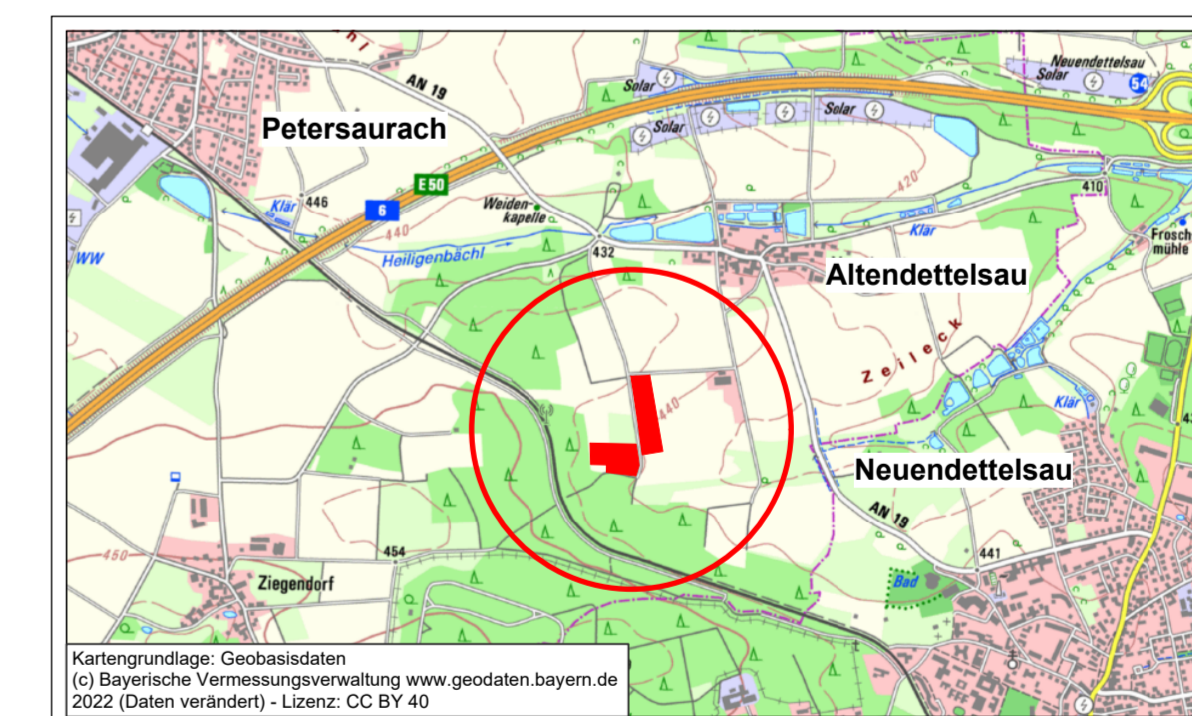 hl
AN 19
Petersaurach
Solar
Solar
Solar
Neuendettelsau
Solar
54
E 50
6
Klär
446
440
Weiden-
kapelle
432
Heiligenbächl
WW
420
410
Klär
Frosch-
mühle
Altendettelsau
Zeileck
440
Klär
Neuendettelsau
AN 19
441
Bad
450
454
Ziegendorf
Kartengrundlage: Geobasisdaten
(c) Bayerische Vermessungsverwaltung www.geodaten.bayern.de
2022 (Daten verändert) - Lizenz: CC BY 40